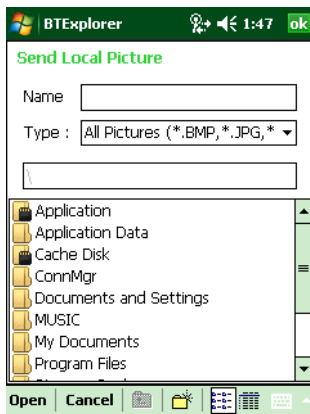 BTExplorer 1:47 ok
Send Local Picture
Name
Type : All Pictures (*.BMP,*.JPG,*
\
Application
Application Data
Cache Disk
ConnMgr
Documents and Settings
MUSIC
My Documents
Program Files
Open Cancel